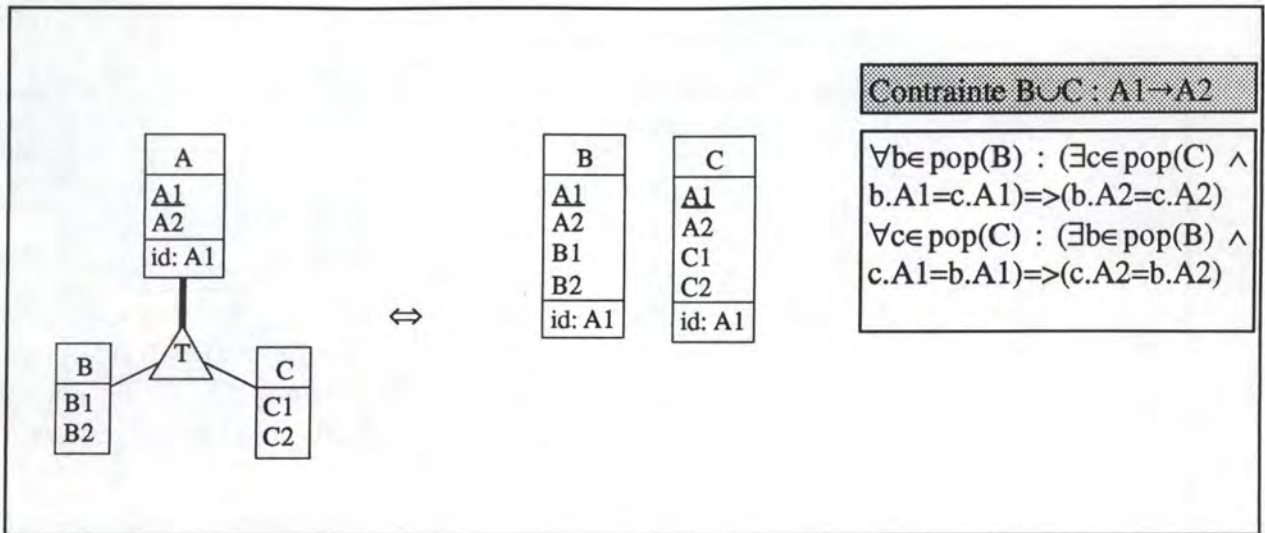 A
A1
A2
id: A1
T
B
B1
B2
C
C1
C2
⇔
B
A1
A2
B1
B2
id: A1
C
A1
A2
C1
C2
id: A1
Contrainte B∪C : A1→A2
∀b∈pop(B) : (∃c∈pop(C) ∧
b.A1=c.A1)=>(b.A2=c.A2)
∀c∈pop(C) : (∃b∈pop(B) ∧
c.A1=b.A1)=>(c.A2=b.A2)